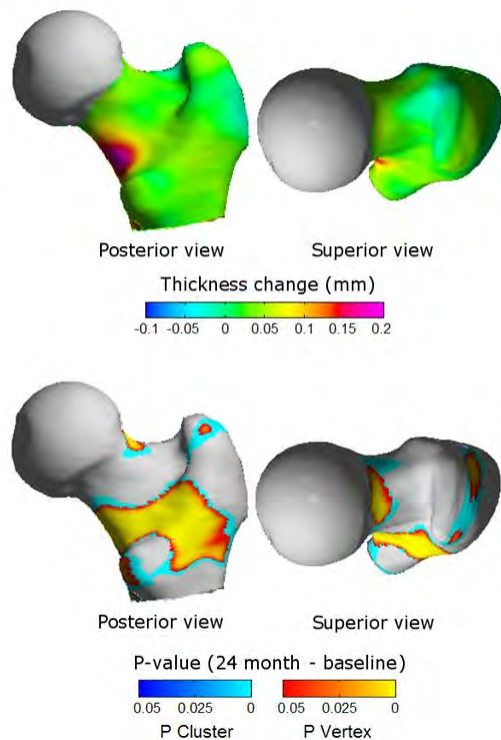 Posterior view Superior view
Thickness change (mm)
-0.1 -0.05 0 0.05 0.1 0.15 0.2
Posterior view Superior view
P-value (24 month - baseline)
0.05 0.025 0 0.05 0.025 0
P Cluster P Vertex